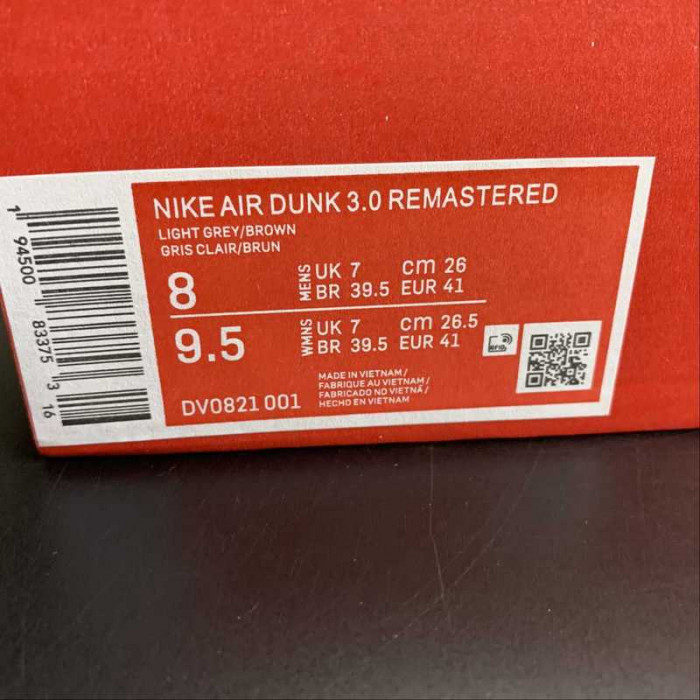 NIKE AIR DUNK 3.0 REMASTERED
LIGHT GREY/BROWN
GRIS CLAIR/BRUN
8 MENS UK 7 cm 26
BR 39.5 EUR 41
9.5 WMNS UK 7 cm 26.5
BR 39.5 EUR 41
DV0821 001
MADE IN VIETNAM /
FABRIQUE AU VIETNAM /
FABRICADO NO VIETNÃ /
HECHO EN VIETNAM
1 94500 83375 3 16